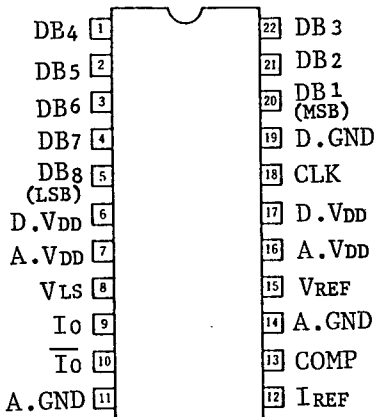 DB4 1
DB5 2
DB6 3
DB7 4
DB8 5
(LSB)
D.VDD 6
A.VDD 7
VLS 8
Io 9
I̅o̅ 10
A.GND 11
22 DB3
21 DB2
20 DB1
(MSB)
19 D.GND
18 CLK
17 D.VDD
16 A.VDD
15 VREF
14 A.GND
13 COMP
12 IREF